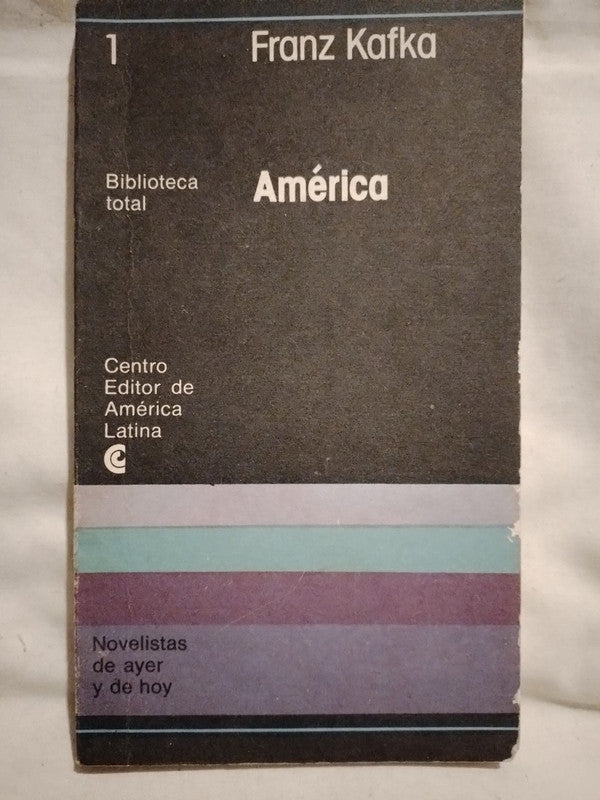 1
Franz Kafka
Biblioteca
total
América
Centro
Editor de
América
Latina
Novelistas
de ayer
y de hoy